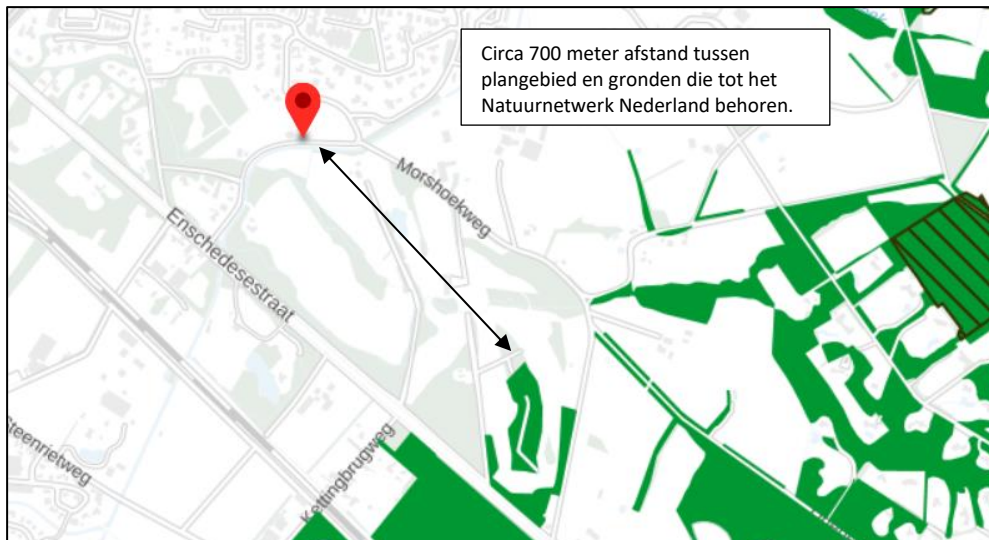 Circa 700 meter afstand tussen
plangebied en gronden die tot het
Natuurnetwerk Nederland behoren.
Morshoekweg
Enschedesestraat
Kettingbrugweg
Steenrietweg